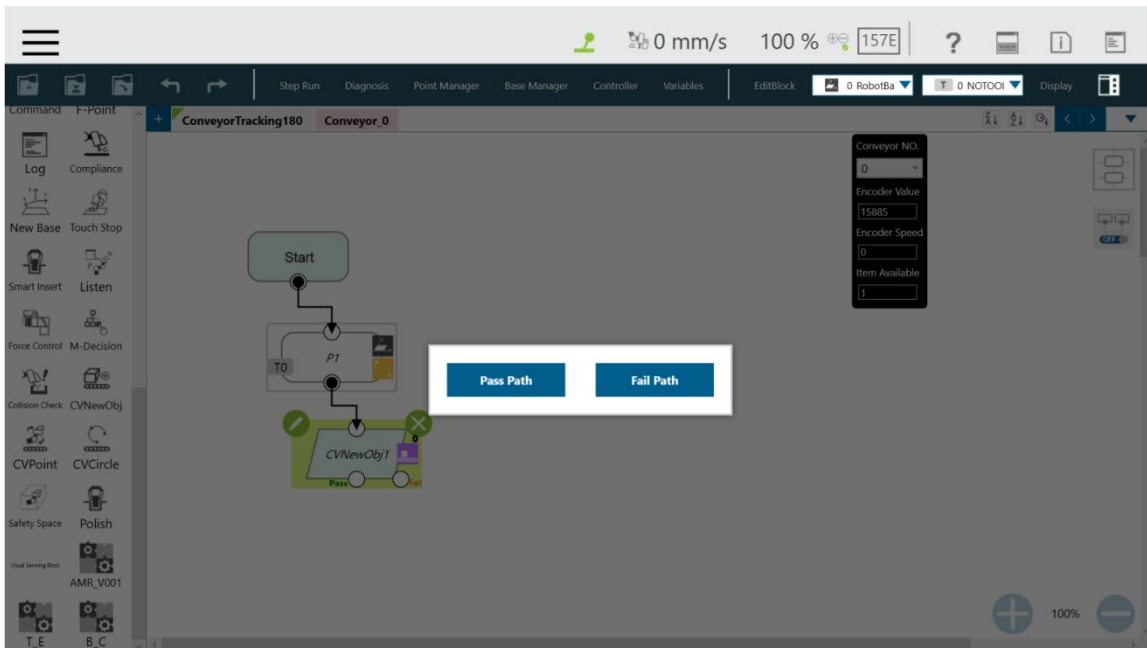 0 mm/s 100 % 157E ?
Step Run Diagnosis Point Manager Base Manager Controller Variables EditBlock 0 RobotBa T 0 NOTOOl Display
Command F-Point
+ ConveyorTracking180 Conveyor_0
Log Compliance
New Base Touch Stop
Smart Insert Listen
Force Control M-Decision
Collision Check CVNewObj
CVPoint CVCircle
Safety Space Polish
Visual Servoing Block AMR_V001
T_E B_C
Conveyor NO.
0
Encoder Value
15885
Encoder Speed
0
Item Available
1
OFF
Start
T0 P1
0
CVNewObj1
Pass Fail
Pass Path Fail Path
100%